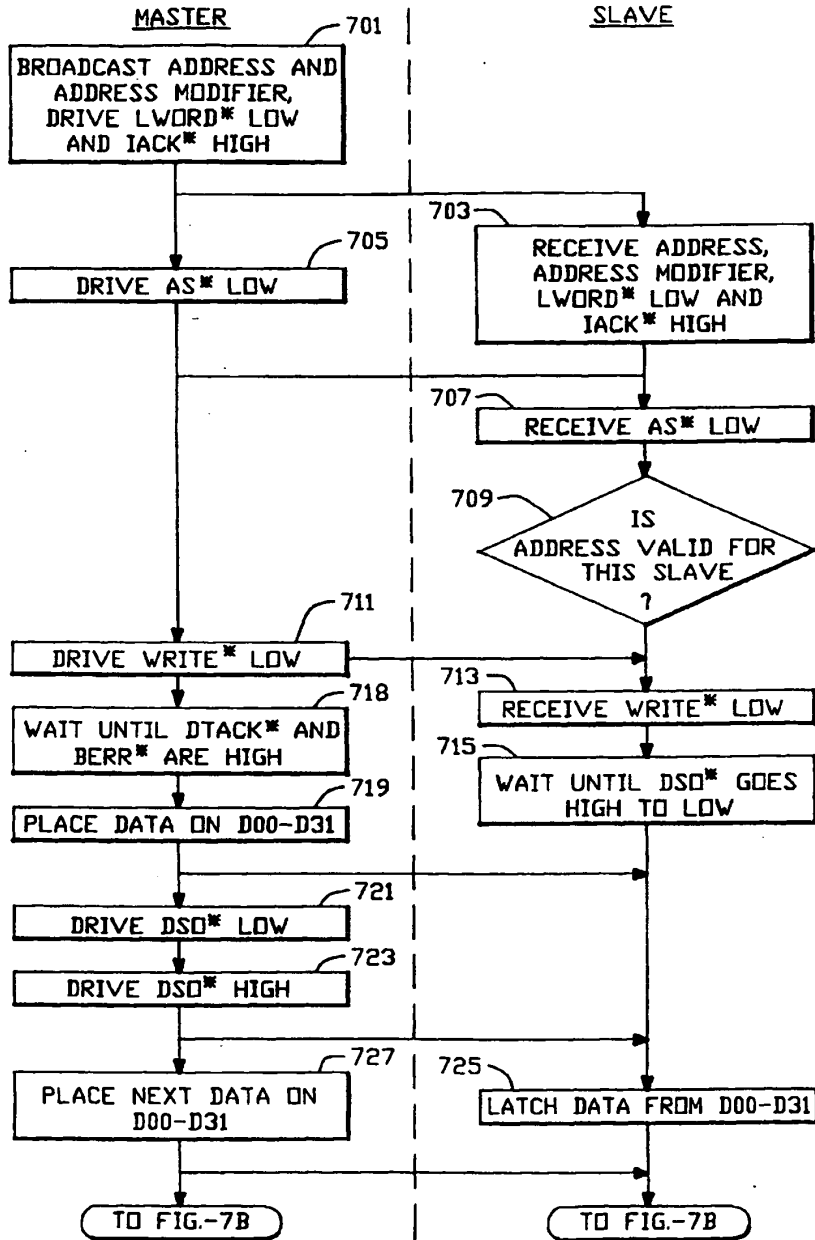 MASTER
SLAVE
701
BROADCAST ADDRESS AND
ADDRESS MODIFIER,
DRIVE LWORD* LOW
AND IACK* HIGH
703
RECEIVE ADDRESS,
ADDRESS MODIFIER,
LWORD* LOW AND
IACK* HIGH
705
DRIVE AS* LOW
707
RECEIVE AS* LOW
709
IS
ADDRESS VALID FOR
THIS SLAVE
?
711
DRIVE WRITE* LOW
713
RECEIVE WRITE* LOW
718
WAIT UNTIL DTACK* AND
BERR* ARE HIGH
715
WAIT UNTIL DS0* GOES
HIGH TO LOW
719
PLACE DATA ON D00-D31
721
DRIVE DS0* LOW
723
DRIVE DS0* HIGH
727
PLACE NEXT DATA ON
D00-D31
725
LATCH DATA FROM D00-D31
TO FIG.-7B
TO FIG.-7B